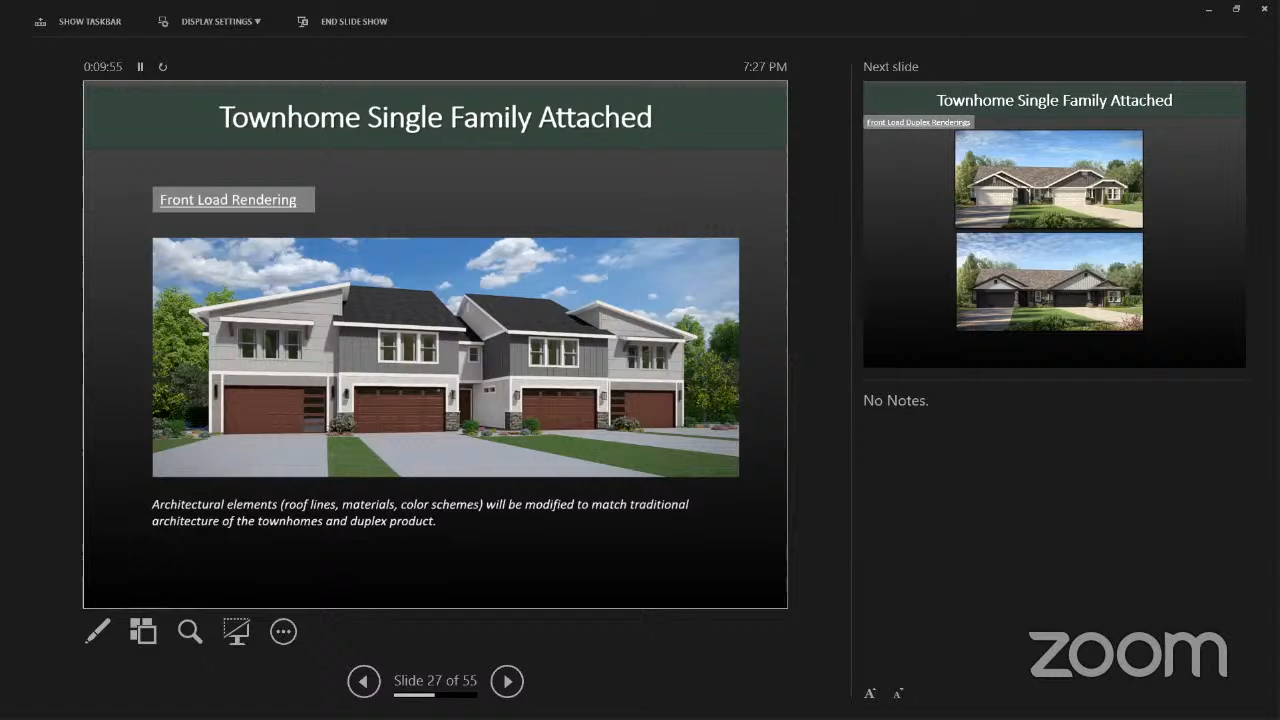 SHOW TASKBAR
DISPLAY SETTINGS
END SLIDE SHOW
0:09:55
7:27 PM
Townhome Single Family Attached
Front Load Rendering
Architectural elements (roof lines, materials, color schemes) will be modified to match traditional
architecture of the townhomes and duplex product.
Slide 27 of 55
Next slide
Townhome Single Family Attached
Front Load Duplex Renderings
No Notes.
A A
zoom